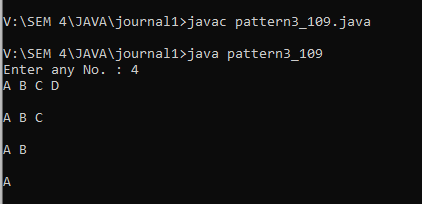 V:\SEM 4\JAVA\journal1>javac pattern3_109.java
V:\SEM 4\JAVA\journal1>java pattern3_109
Enter any No. : 4
A B C D
A B C
A B
A